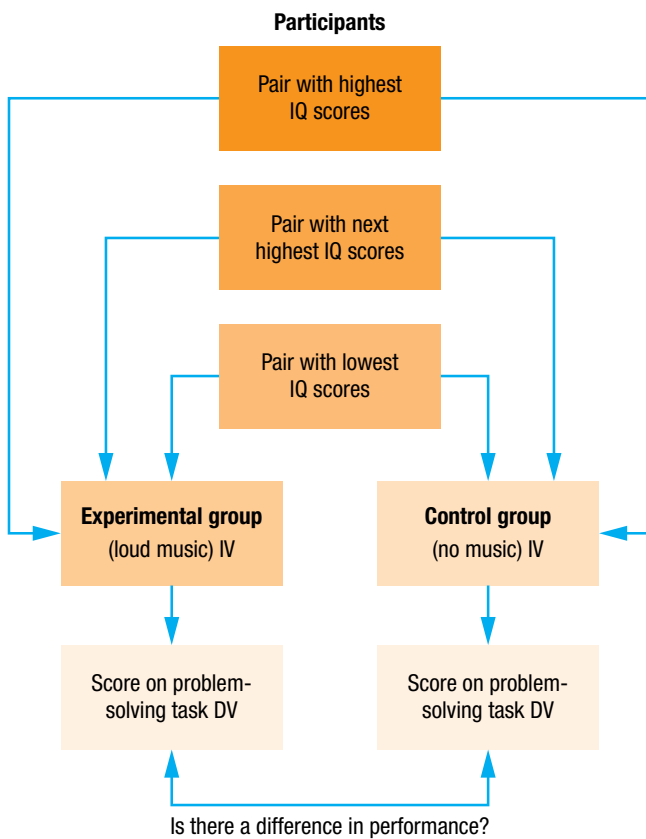 Participants
Pair with highest
IQ scores
Pair with next
highest IQ scores
Pair with lowest
IQ scores
Experimental group
(loud music) IV
Control group
(no music) IV
Score on problem-
solving task DV
Score on problem-
solving task DV
Is there a difference in performance?